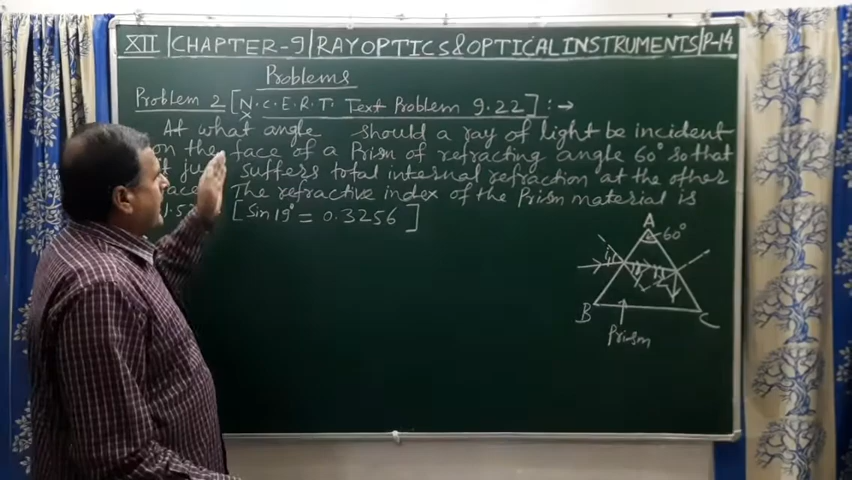 XII | CHAPTER-9 | RAY OPTICS & OPTICAL INSTRUMENTS | P-14
Problems
Problem 2 [N.C.E.R.T. Text Problem 9.22] :→
At what angle should a ray of light be incident
on the face of a Prism of refracting angle 60° so that
suffers total internal refraction at the other
The refractive index of the Prism material is
[Sin 19° = 0.3256]
A
60°
B
C
Prism